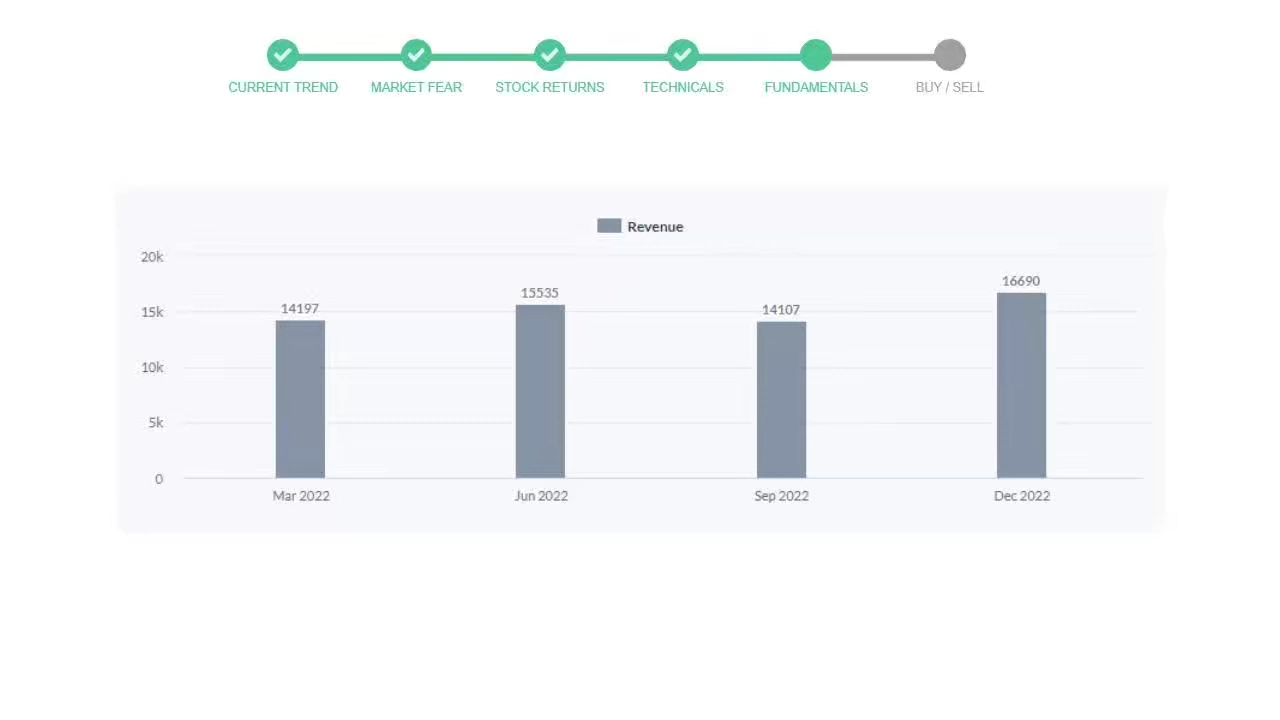 CURRENT TREND MARKET FEAR STOCK RETURNS TECHNICALS FUNDAMENTALS BUY / SELL
Revenue
20k
15k
10k
5k
0
14197 15535 14107 16690
Mar 2022 Jun 2022 Sep 2022 Dec 2022